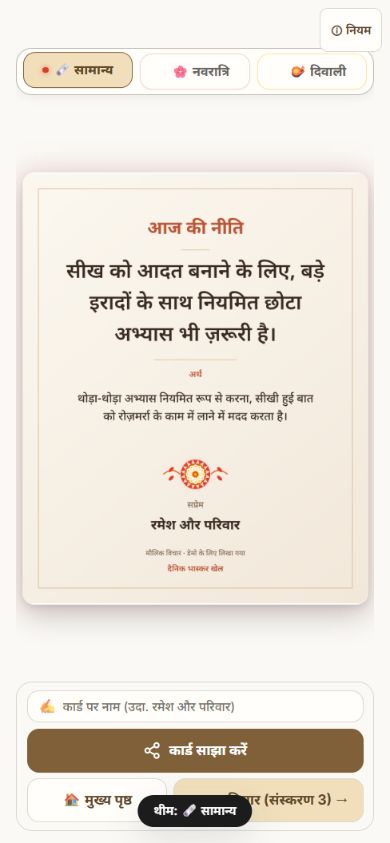 ⓘ नियम
सामान्य
नवरात्रि
दिवाली
आज की नीति
सीख को आदत बनाने के लिए, बड़े
इरादों के साथ नियमित छोटा
अभ्यास भी ज़रूरी है।
अर्थ
थोड़ा-थोड़ा अभ्यास नियमित रूप से करना, सीखी हुई बात
को रोज़मर्रा के काम में लाने में मदद करता है।
सप्रेम
रमेश और परिवार
मौलिक विचार - डेमो के लिए लिखा गया
दैनिक भास्कर खेल
कार्ड पर नाम (उदा. रमेश और परिवार)
कार्ड साझा करें
मुख्य पृष्ठ
(संस्करण 3) →
थीम: सामान्य